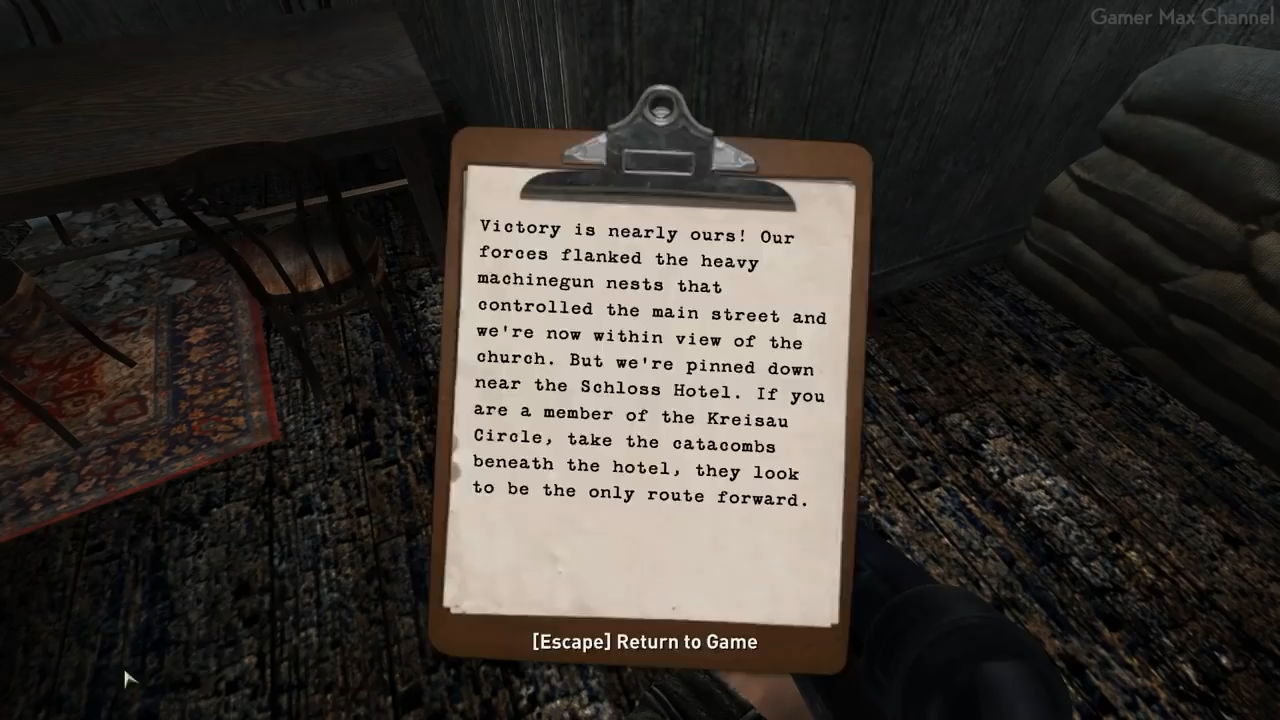 Gamer Max Channel
Victory is nearly ours! Our
forces flanked the heavy
machinegun nests that
controlled the main street and
we're now within view of the
church. But we're pinned down
near the Schloss Hotel. If you
are a member of the Kreisau
Circle, take the catacombs
beneath the hotel, they look
to be the only route forward.
[Escape] Return to Game